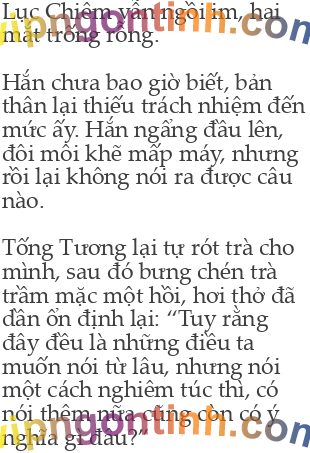 Lục Chiêm vẫn ngồi im, hai
mắt trống rỗng.
Hắn chưa bao giờ biết, bản
thân lại thiếu trách nhiệm đến
mức ấy. Hắn ngẩng đầu lên,
đôi môi khẽ mấp máy, nhưng
rồi lại không nói ra được câu
nào.
Tống Tương lại tự rót trà cho
mình, sau đó bưng chén trà
trầm mặc một hồi, hơi thở đã
dần ổn định lại: “Tuy rằng
đây đều là những điều ta
muốn nói từ lâu, nhưng nói
một cách nghiêm túc thì, có
nói thêm nữa cũng còn có ý
nghĩa gì đâu?”
vipngontinh.com
vipngontinh.com